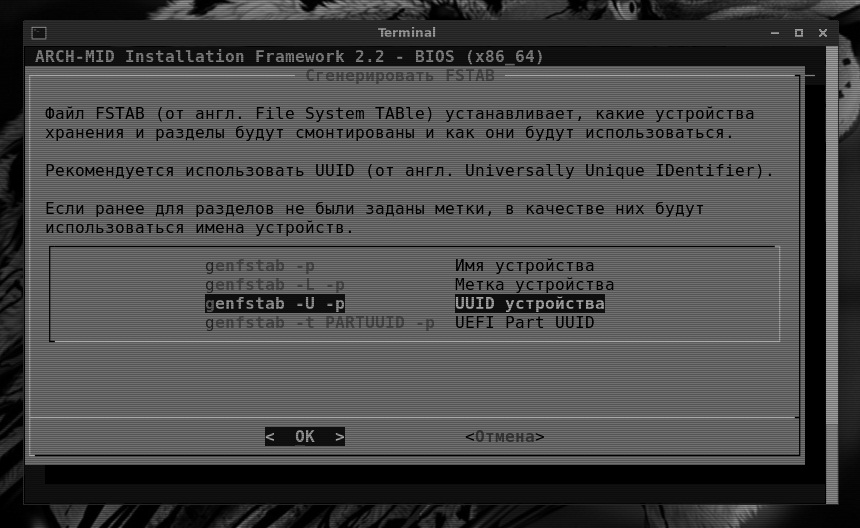 Terminal
ARCH-MID Installation Framework 2.2 - BIOS (x86_64)
Сгенерировать FSTAB
Файл FSTAB (от англ. File System TABle) устанавливает, какие устройства
хранения и разделы будут смонтированы и как они будут использоваться.
Рекомендуется использовать UUID (от англ. Universally Unique IDentifier).
Если ранее для разделов не были заданы метки, в качестве них будут
использоваться имена устройств.
genfstab -p Имя устройства
genfstab -L -p Метка устройства
genfstab -U -p UUID устройства
genfstab -t PARTUUID -p UEFI Part UUID
< OK > <Отмена>